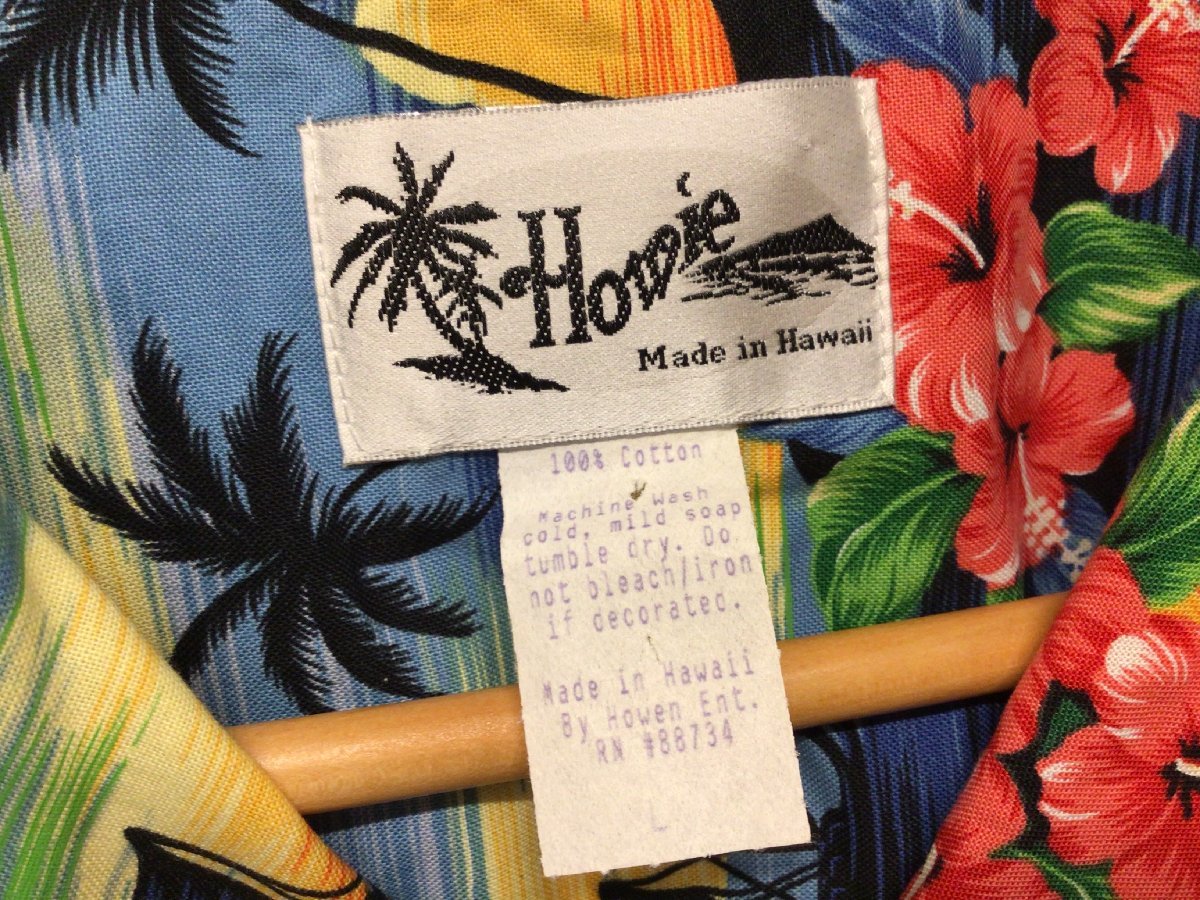 Howie
Made in Hawaii
100% Cotton
Machine Wash
cold, mild soap
tumble dry. Do
not bleach/iron
if decorated.
Made in Hawaii
By Howen Ent.
RN #88734
L